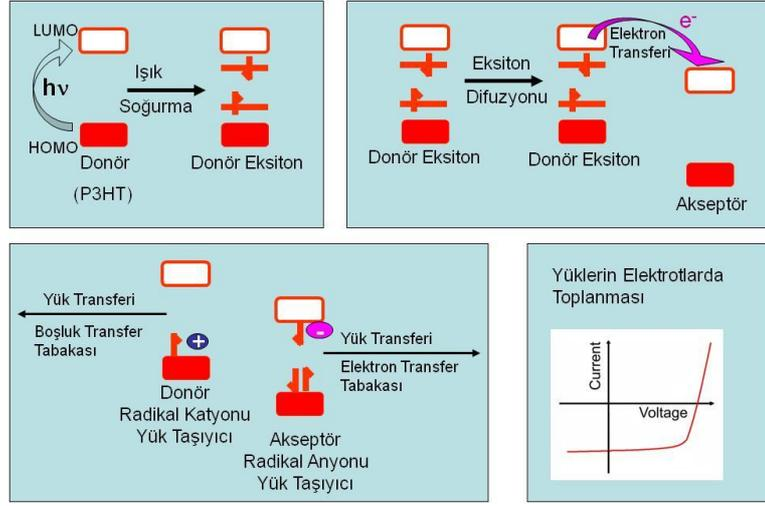 LUMO
hν
HOMO
Işık
Soğurma
Donör
(P3HT)
Donör Eksiton
Eksiton
Difuzyonu
Donör Eksiton
Donör Eksiton
e-
Elektron
Transferi
Akseptör
Yük Transferi
Boşluk Transfer
Tabakası
+
Donör
Radikal Katyonu
Yük Taşıyıcı
-
Yük Transferi
Elektron Transfer
Tabakası
Akseptör
Radikal Anyonu
Yük Taşıyıcı
Yüklerin Elektrotlarda
Toplanması
Current
Voltage